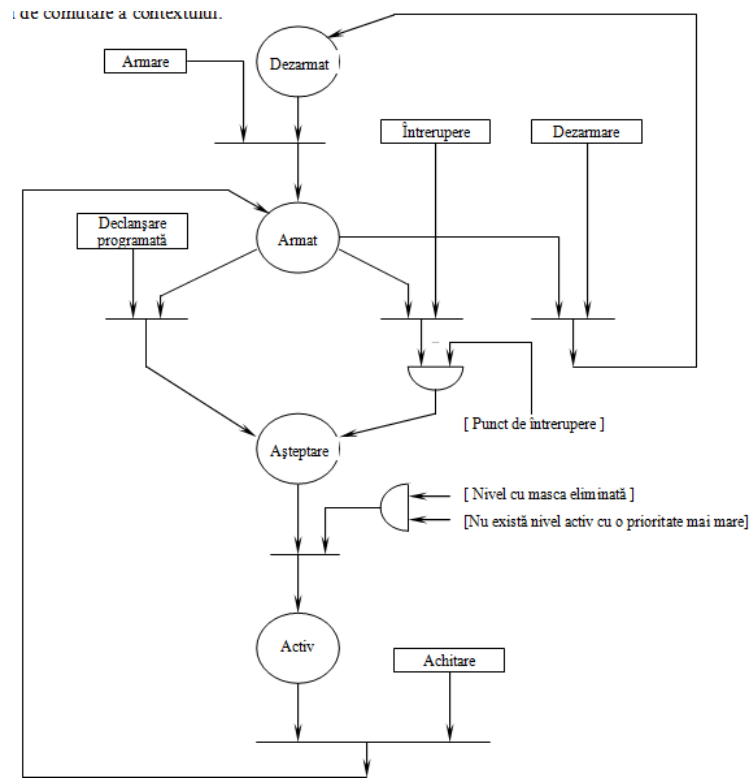 de comutare a contextului.
Armare
Dezarmat
Întrerupere
Dezarmare
Declanşare
programată
Armat
[ Punct de întrerupere ]
Aşteptare
[ Nivel cu masca eliminată ]
[Nu există nivel activ cu o prioritate mai mare]
Activ
Achitare